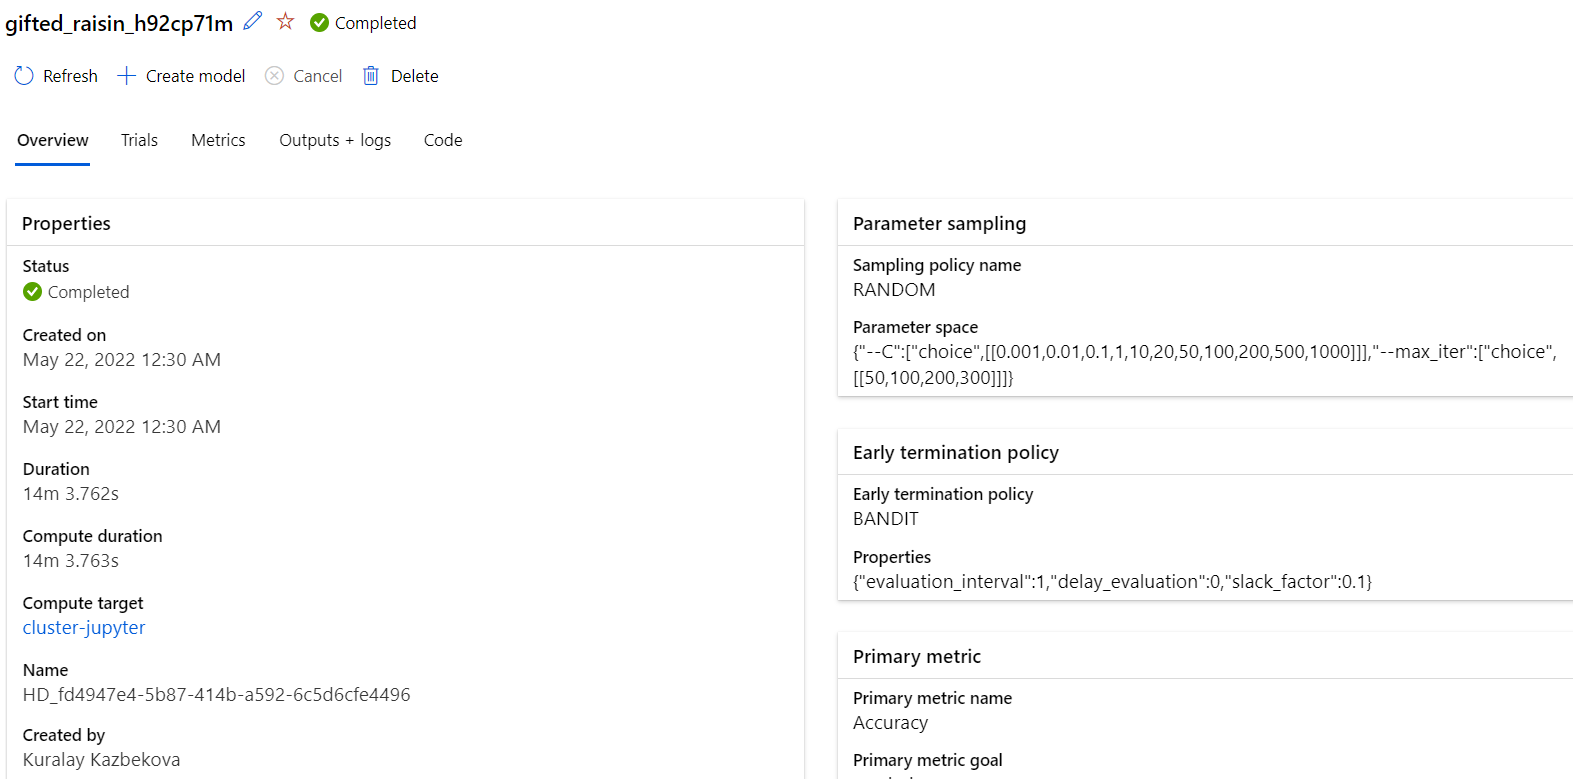 gifted_raisin_h92cp71m Completed
Refresh Create model Cancel Delete
Overview Trials Metrics Outputs + logs Code
Properties
Status
Completed
Created on
May 22, 2022 12:30 AM
Start time
May 22, 2022 12:30 AM
Duration
14m 3.762s
Compute duration
14m 3.763s
Compute target
cluster-jupyter
Name
HD_fd4947e4-5b87-414b-a592-6c5d6cfe4496
Created by
Kuralay Kazbekova
Parameter sampling
Sampling policy name
RANDOM
Parameter space
{"--C":["choice",[[0.001,0.01,0.1,1,10,20,50,100,200,500,1000]]],"--max_iter":["choice",
[[50,100,200,300]]]}
Early termination policy
Early termination policy
BANDIT
Properties
{"evaluation_interval":1,"delay_evaluation":0,"slack_factor":0.1}
Primary metric
Primary metric name
Accuracy
Primary metric goal